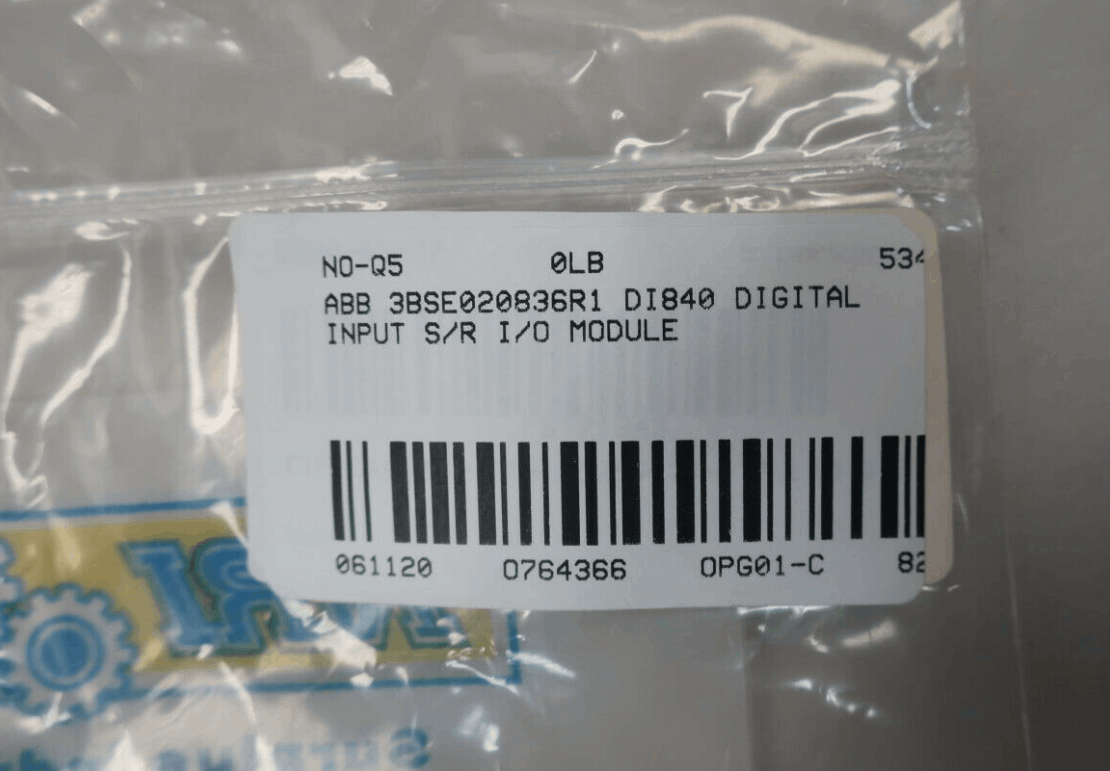 NO-Q5 0LB 534
ABB 3BSE020836R1 DI840 DIGITAL
INPUT S/R I/O MODULE
061120 0764366 OPG01-C 82